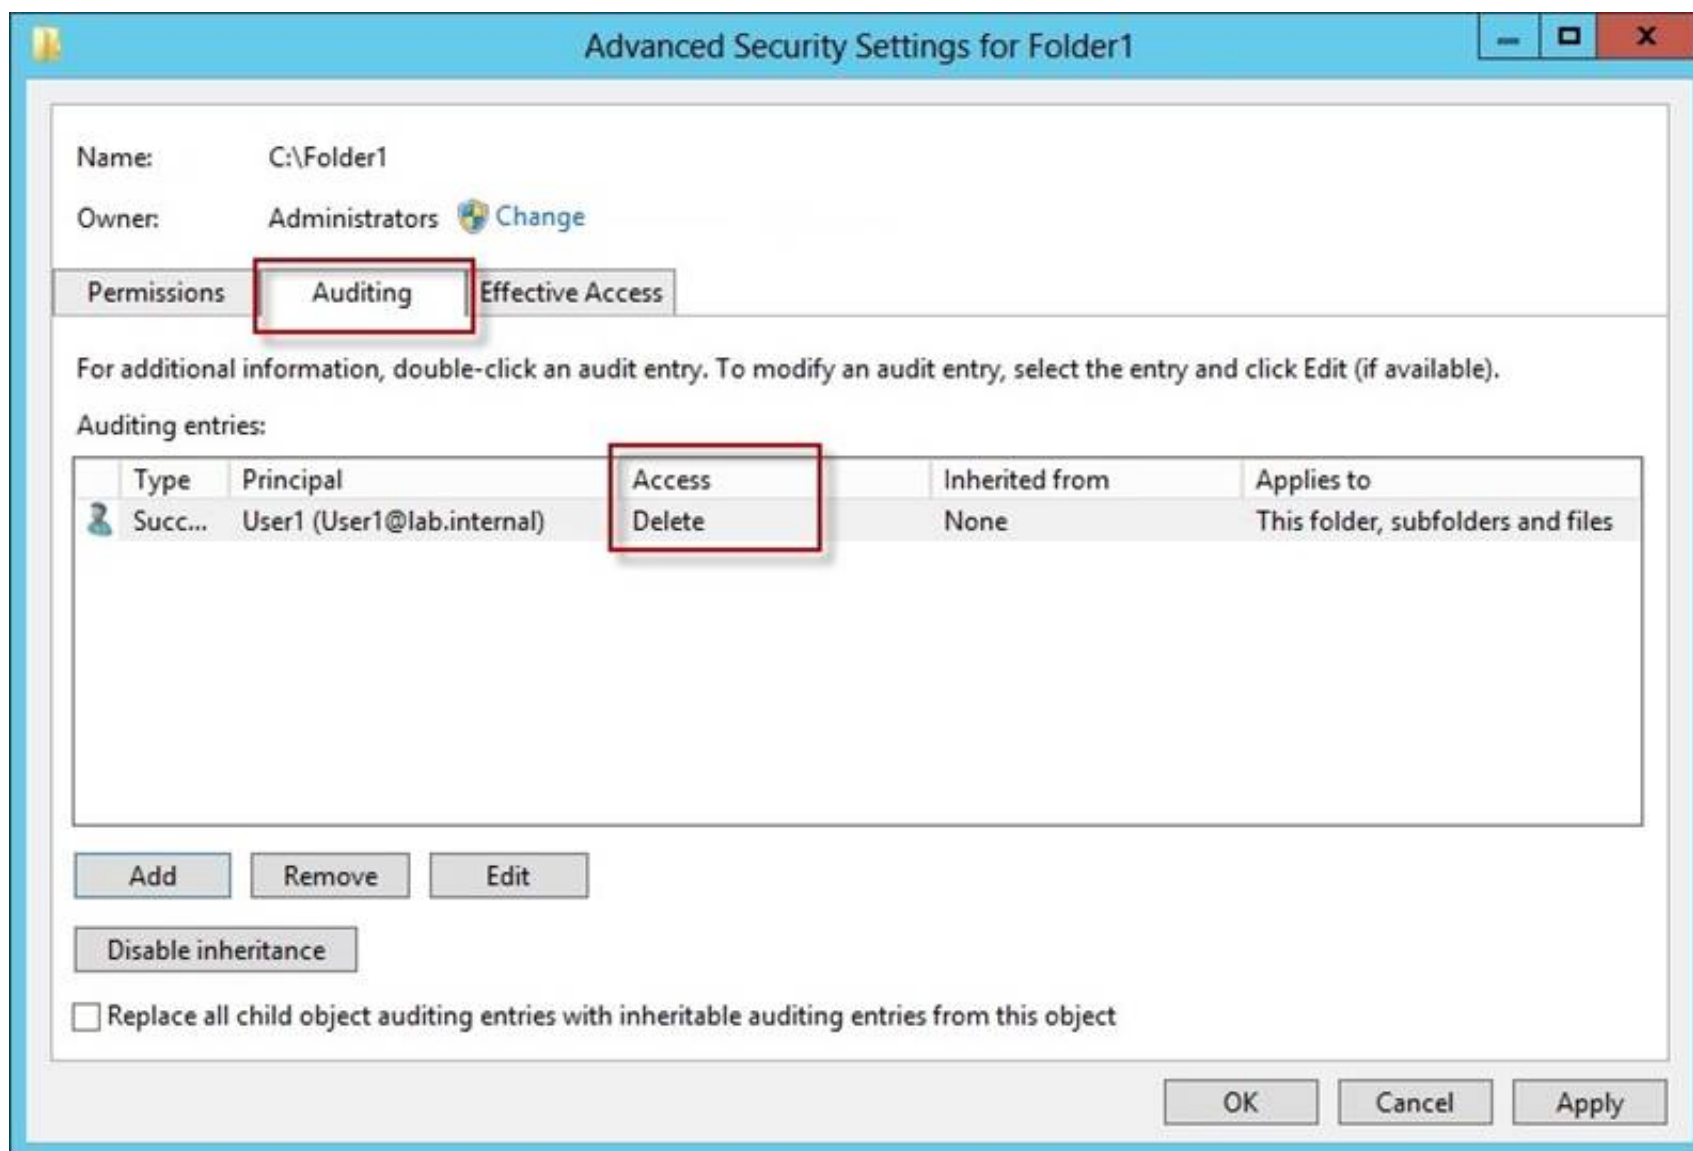 Advanced Security Settings for Folder1
Name: C:\Folder1
Owner: Administrators Change
Permissions Auditing Effective Access
For additional information, double-click an audit entry. To modify an audit entry, select the entry and click Edit (if available).
Auditing entries:
Type Principal Access Inherited from Applies to
Succ... User1 (User1@lab.internal) Delete None This folder, subfolders and files
Add Remove Edit
Disable inheritance
Replace all child object auditing entries with inheritable auditing entries from this object
OK Cancel Apply